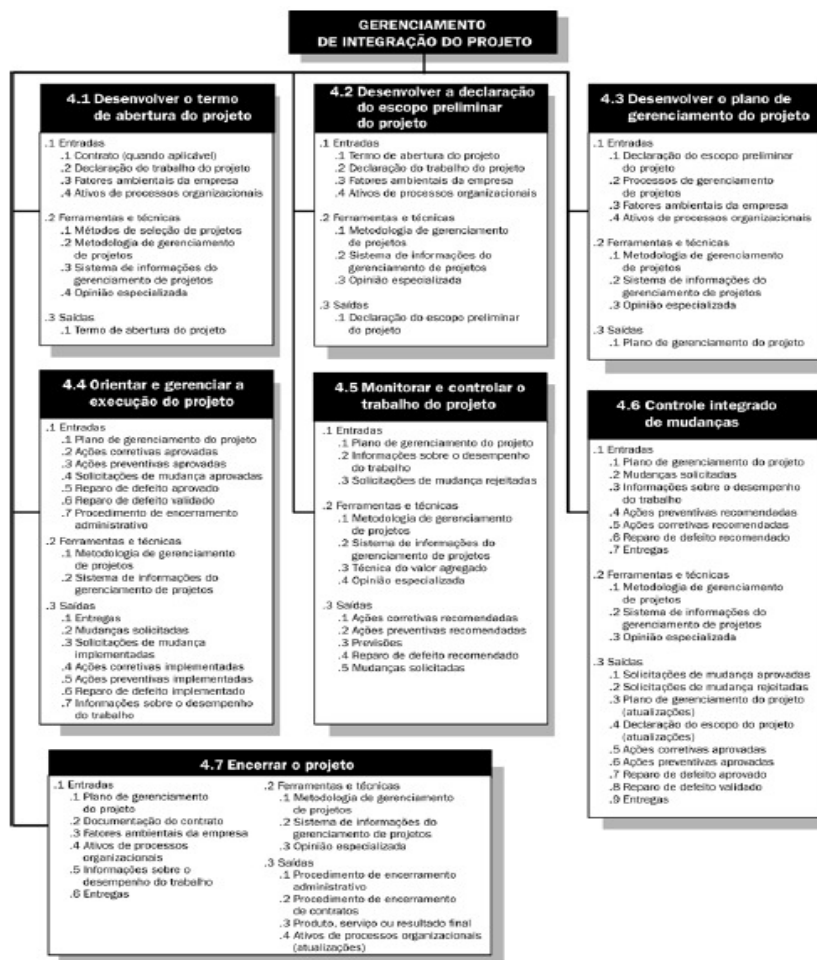 GERENCIAMENTO
DE INTEGRAÇÃO DO PROJETO
4.1 Desenvolver o termo
de abertura do projeto
.1 Entradas
.1 Contrato (quando aplicável)
.2 Declaração do trabalho do projeto
.3 Fatores ambientais da empresa
.4 Ativos de processos organizacionais
.2 Ferramentas e técnicas
.1 Métodos de seleção de projetos
.2 Metodologia de gerenciamento
de projetos
.3 Sistema de informações do
gerenciamento de projetos
.4 Opinião especializada
.3 Saídas
.1 Termo de abertura do projeto
4.2 Desenvolver a declaração
do escopo preliminar
do projeto
.1 Entradas
.1 Termo de abertura do projeto
.2 Declaração do trabalho do projeto
.3 Fatores ambientais da empresa
.4 Ativos de processos organizacionais
.2 Ferramentas e técnicas
.1 Metodologia de gerenciamento
de projetos
.2 Sistema de informações do
gerenciamento de projetos
.3 Opinião especializada
.3 Saídas
.1 Declaração do escopo preliminar
do projeto
4.3 Desenvolver o plano de
gerenciamento do projeto
.1 Entradas
.1 Declaração do escopo preliminar
do projeto
.2 Processos de gerenciamento
de projetos
.3 Fatores ambientais da empresa
.4 Ativos de processos organizacionais
.2 Ferramentas e técnicas
.1 Metodologia de gerenciamento
de projetos
.2 Sistema de informações do
gerenciamento de projetos
.3 Opinião especializada
.3 Saídas
.1 Plano de gerenciamento do projeto
4.4 Orientar e gerenciar a
execução do projeto
.1 Entradas
.1 Plano de gerenciamento do projeto
.2 Ações corretivas aprovadas
.3 Ações preventivas aprovadas
.4 Solicitações de mudança aprovadas
.5 Reparo de defeito aprovado
.6 Reparo de defeito validado
.7 Procedimento de encerramento
administrativo
.2 Ferramentas e técnicas
.1 Metodologia de gerenciamento
de projetos
.2 Sistema de informações do
gerenciamento de projetos
.3 Saídas
.1 Entregas
.2 Mudanças solicitadas
.3 Solicitações de mudança
implementadas
.4 Ações corretivas implementadas
.5 Ações preventivas implementadas
.6 Reparo de defeito implementado
.7 Informações sobre o desempenho
do trabalho
4.5 Monitorar e controlar o
trabalho do projeto
.1 Entradas
.1 Plano de gerenciamento do projeto
.2 Informações sobre o desempenho
do trabalho
.3 Solicitações de mudança rejeitadas
.2 Ferramentas e técnicas
.1 Metodologia de gerenciamento
de projetos
.2 Sistema de informações do
gerenciamento de projetos
.3 Técnica do valor agregado
.4 Opinião especializada
.3 Saídas
.1 Ações corretivas recomendadas
.2 Ações preventivas recomendadas
.3 Previsões
.4 Reparo de defeito recomendado
.5 Mudanças solicitadas
4.6 Controle integrado
de mudanças
.1 Entradas
.1 Plano de gerenciamento do projeto
.2 Mudanças solicitadas
.3 Informações sobre o desempenho
do trabalho
.4 Ações preventivas recomendadas
.5 Ações corretivas recomendadas
.6 Reparo de defeito recomendado
.7 Entregas
.2 Ferramentas e técnicas
.1 Metodologia de gerenciamento
de projetos
.2 Sistema de informações do
gerenciamento de projetos
.3 Opinião especializada
.3 Saídas
.1 Solicitações de mudança aprovadas
.2 Solicitações de mudança rejeitadas
.3 Plano de gerenciamento do projeto
(atualizações)
.4 Declaração do escopo do projeto
(atualizações)
.5 Ações corretivas aprovadas
.6 Ações preventivas aprovadas
.7 Reparo de defeito aprovado
.8 Reparo de defeito validado
.9 Entregas
4.7 Encerrar o projeto
.1 Entradas
.1 Plano de gerenciamento
do projeto
.2 Documentação do contrato
.3 Fatores ambientais da empresa
.4 Ativos de processos
organizacionais
.5 Informações sobre o
desempenho do trabalho
.6 Entregas
.2 Ferramentas e técnicas
.1 Metodologia de gerenciamento
de projetos
.2 Sistema de informações do
gerenciamento de projetos
.3 Opinião especializada
.3 Saídas
.1 Procedimento de encerramento
administrativo
.2 Procedimento de encerramento
de contratos
.3 Produto, serviço ou resultado final
.4 Ativos de processos organizacionais
(atualizações)